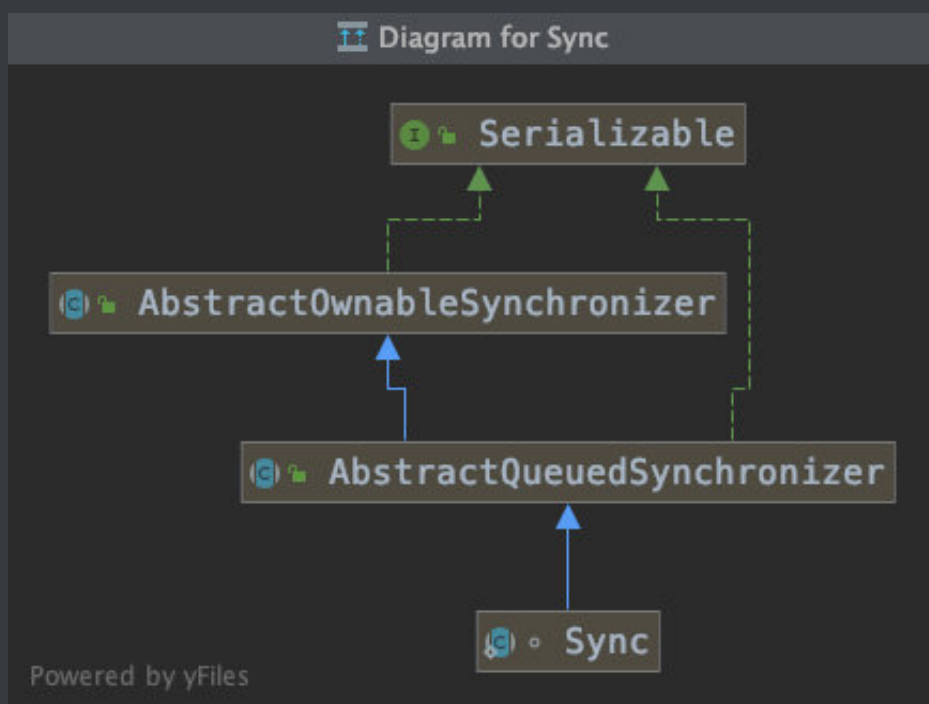 Diagram for Sync
Serializable
AbstractOwnableSynchronizer
AbstractQueuedSynchronizer
Sync
Powered by yFiles